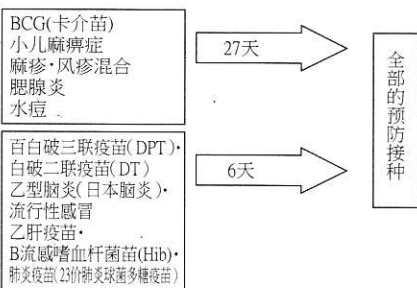 BCG(卡介苗)
小儿麻痹症
麻疹·风疹混合
腮腺炎
水痘
27天
百白破三联疫苗(DPT)·
白破二联疫苗(DT)
乙型脑炎(日本脑炎)·
流行性感冒
乙肝疫苗·
B流感嗜血杆菌苗(Hib)·
肺炎疫苗(23价肺炎球菌多糖疫苗)
6天
全部的预防接种